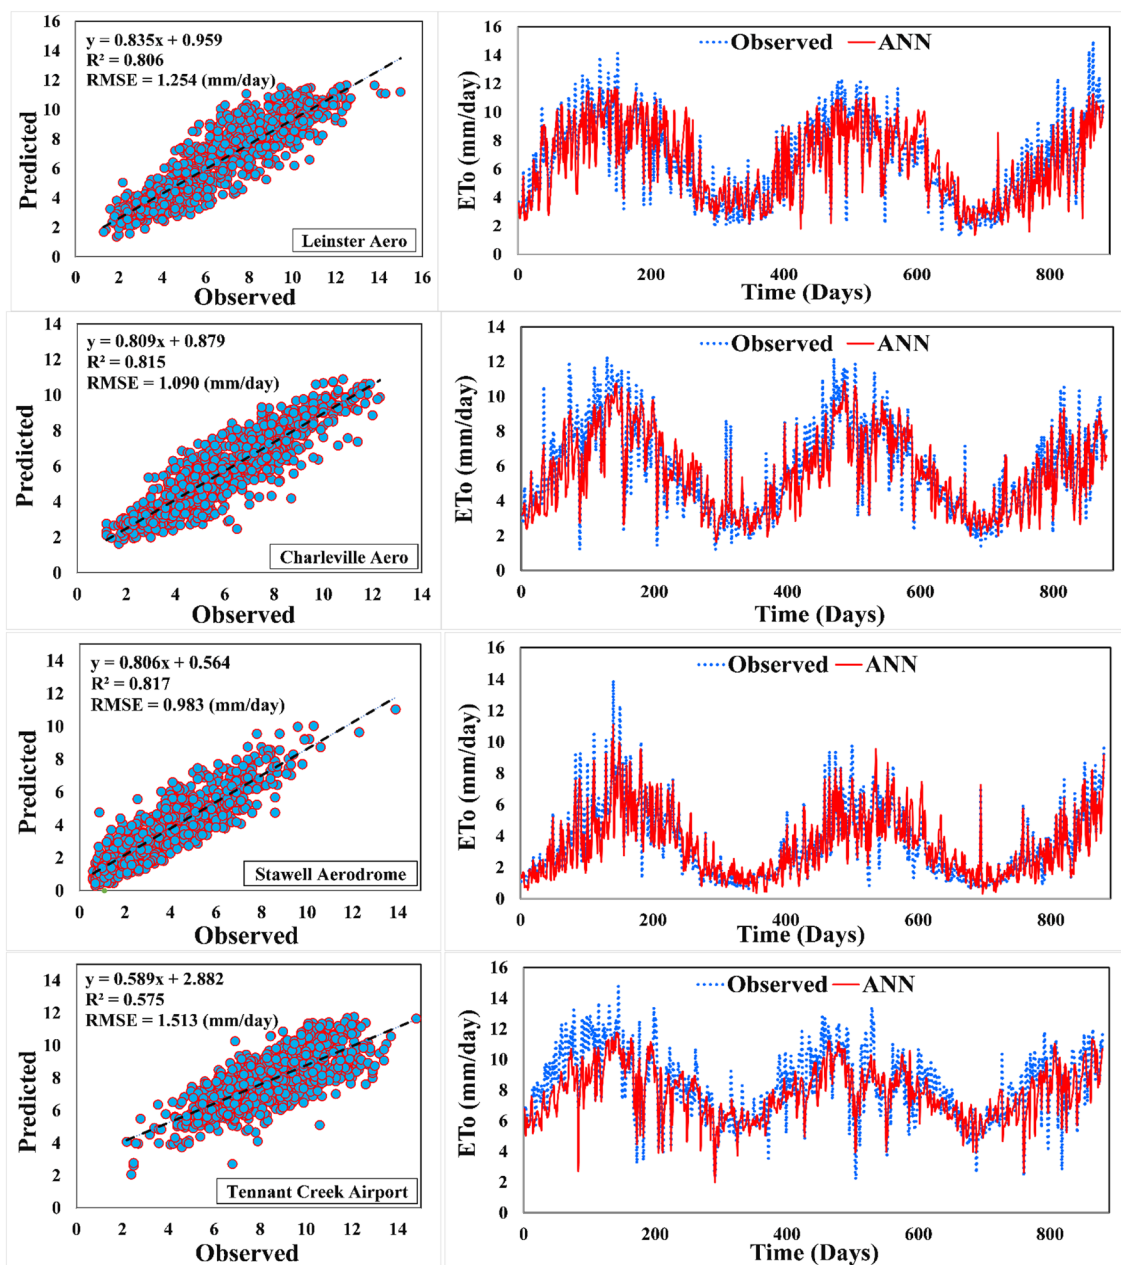 16
14
12
10
8
6
4
2
0
y = 0.835x + 0.959
R² = 0.806
RMSE = 1.254 (mm/day)
Predicted
Leinster Aero
0 2 4 6 8 10 12 14 16
Observed
16
14
12
10
8
6
4
2
0
ETo (mm/day)
Observed ANN
0 200 400 600 800
Time (Days)
14
12
10
8
6
4
2
0
y = 0.809x + 0.879
R² = 0.815
RMSE = 1.090 (mm/day)
Predicted
Charleville Aero
0 2 4 6 8 10 12 14
Observed
14
12
10
8
6
4
2
0
ETo (mm/day)
Observed ANN
0 200 400 600 800
Time (Days)
14
12
10
8
6
4
2
0
y = 0.806x + 0.564
R² = 0.817
RMSE = 0.983 (mm/day)
Predicted
Stawell Aerodrome
0 2 4 6 8 10 12 14
Observed
16
14
12
10
8
6
4
2
0
ETo (mm/day)
Observed ANN
0 200 400 600 800
Time (Days)
14
12
10
8
6
4
2
0
y = 0.589x + 2.882
R² = 0.575
RMSE = 1.513 (mm/day)
Predicted
Tennant Creek Airport
0 2 4 6 8 10 12 14
Observed
16
14
12
10
8
6
4
2
0
ETo (mm/day)
Observed ANN
0 200 400 600 800
Time (Days)